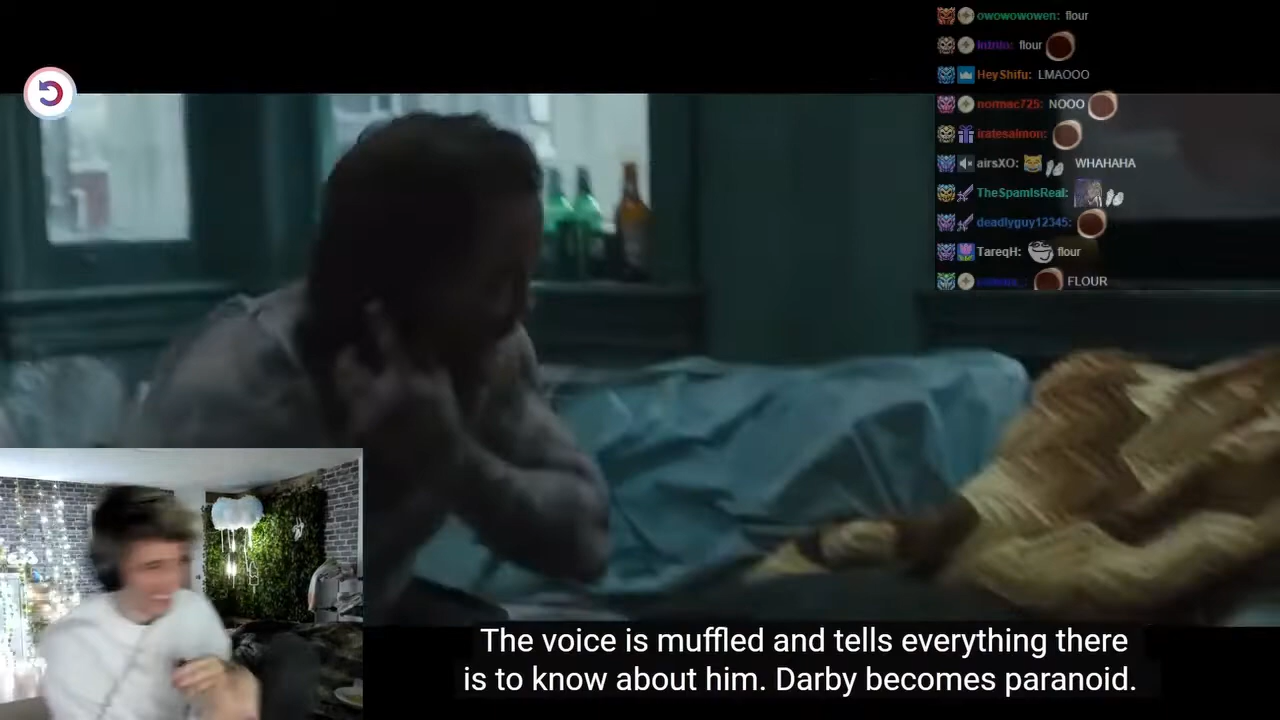 owowowowen: flour
flour
HeyShifu: LMAOOO
normac725: NOOO
iratesalmon:
airsXO: WHAHAHA
TheSpamIsReal:
deadlyguy12345:
TareqH: flour
FLOUR
The voice is muffled and tells everything there
is to know about him. Darby becomes paranoid.